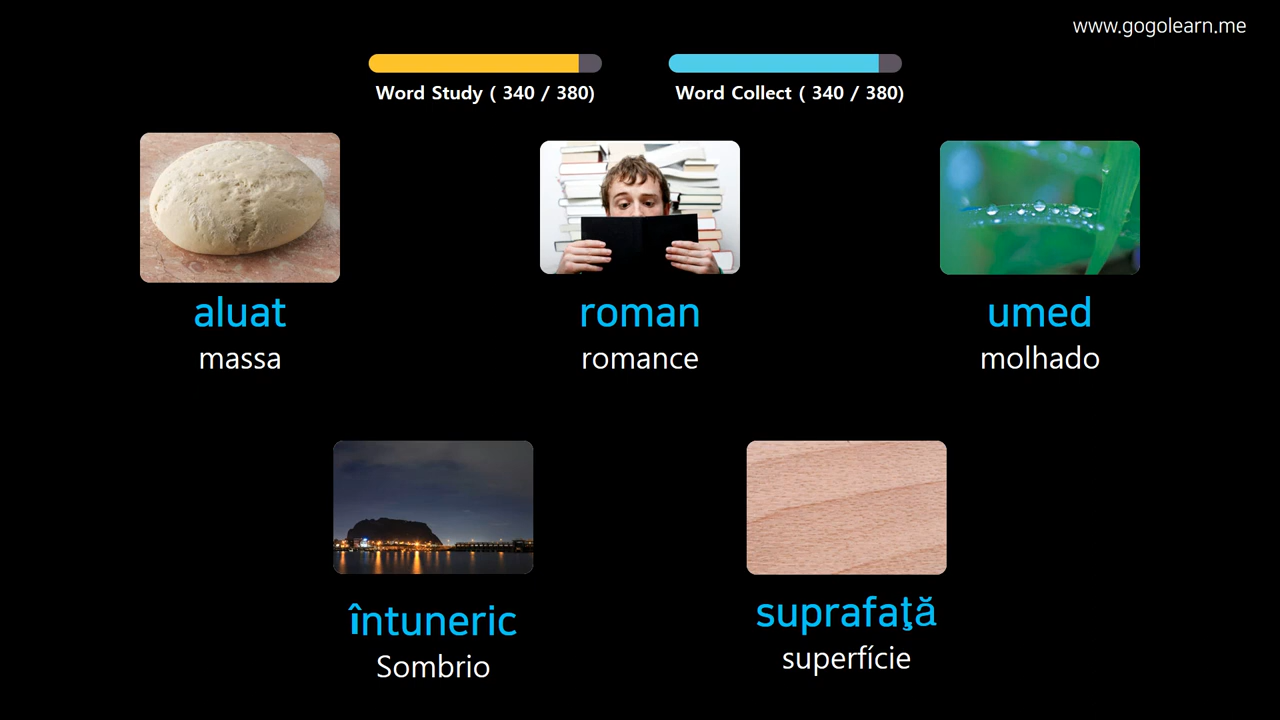 www.gogolearn.me
Word Study ( 340 / 380)
Word Collect ( 340 / 380)
aluat
massa
roman
romance
umed
molhado
întuneric
Sombrio
suprafaţă
superfície